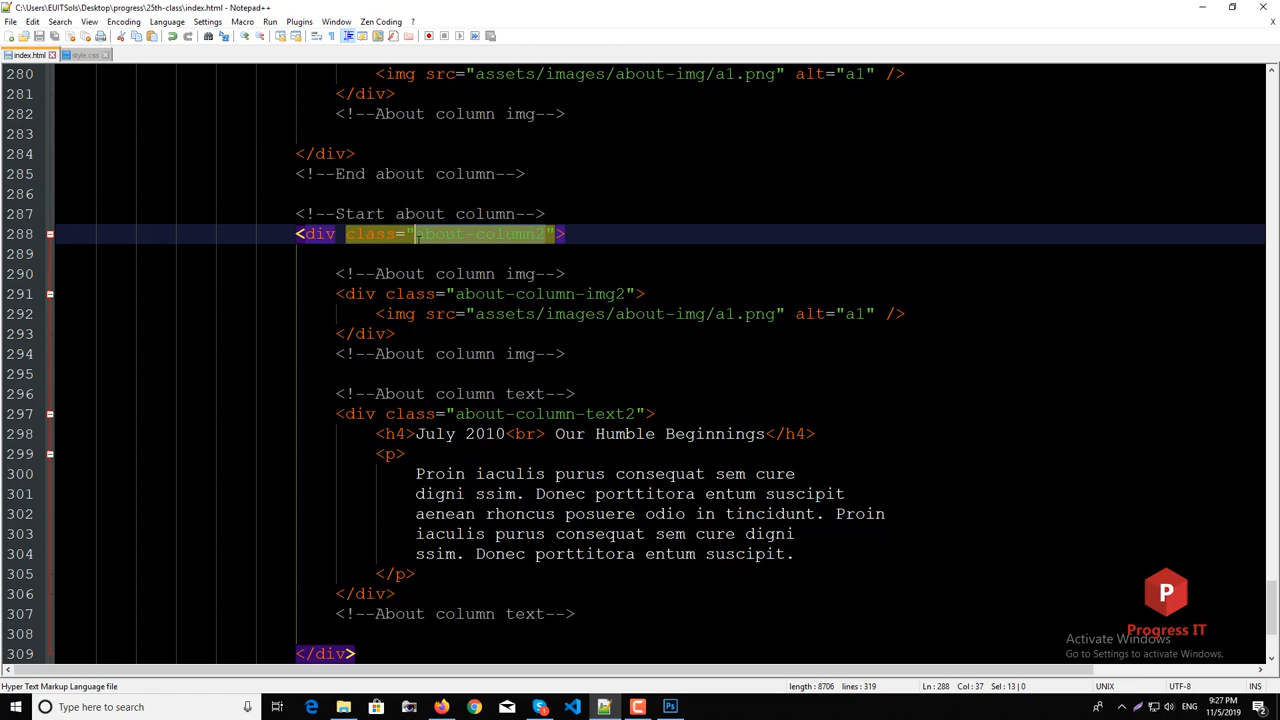 C:\Users\EUITSols\Desktop\progress\25th-class\index.html - Notepad++
File Edit Search View Encoding Language Settings Macro Run Plugins Window Zen Coding ?
index.html style.css
280 <img src="assets/images/about-img/a1.png" alt="a1" />
281 </div>
282 <!--About column img-->
283
284 </div>
285 <!--End about column-->
286
287 <!--Start about column-->
288 <div class="about-column2">
289
290 <!--About column img-->
291 <div class="about-column-img2">
292 <img src="assets/images/about-img/a1.png" alt="a1" />
293 </div>
294 <!--About column img-->
295
296 <!--About column text-->
297 <div class="about-column-text2">
298 <h4>July 2010<br> Our Humble Beginnings</h4>
299 <p>
300 Proin iaculis purus consequat sem cure
301 digni ssim. Donec porttitora entum suscipit
302 aenean rhoncus posuere odio in tincidunt. Proin
303 iaculis purus consequat sem cure digni
304 ssim. Donec porttitora entum suscipit.
305 </p>
306 </div>
307 <!--About column text-->
308
309 </div>
P
Progress IT
Activate Windows
Go to Settings to activate Windows.
Hyper Text Markup Language file length : 8706 lines : 319 Ln : 288 Col : 37 Sel : 13 | 0 UNIX UTF-8 INS
Type here to search
9:27 PM
11/5/2019
2